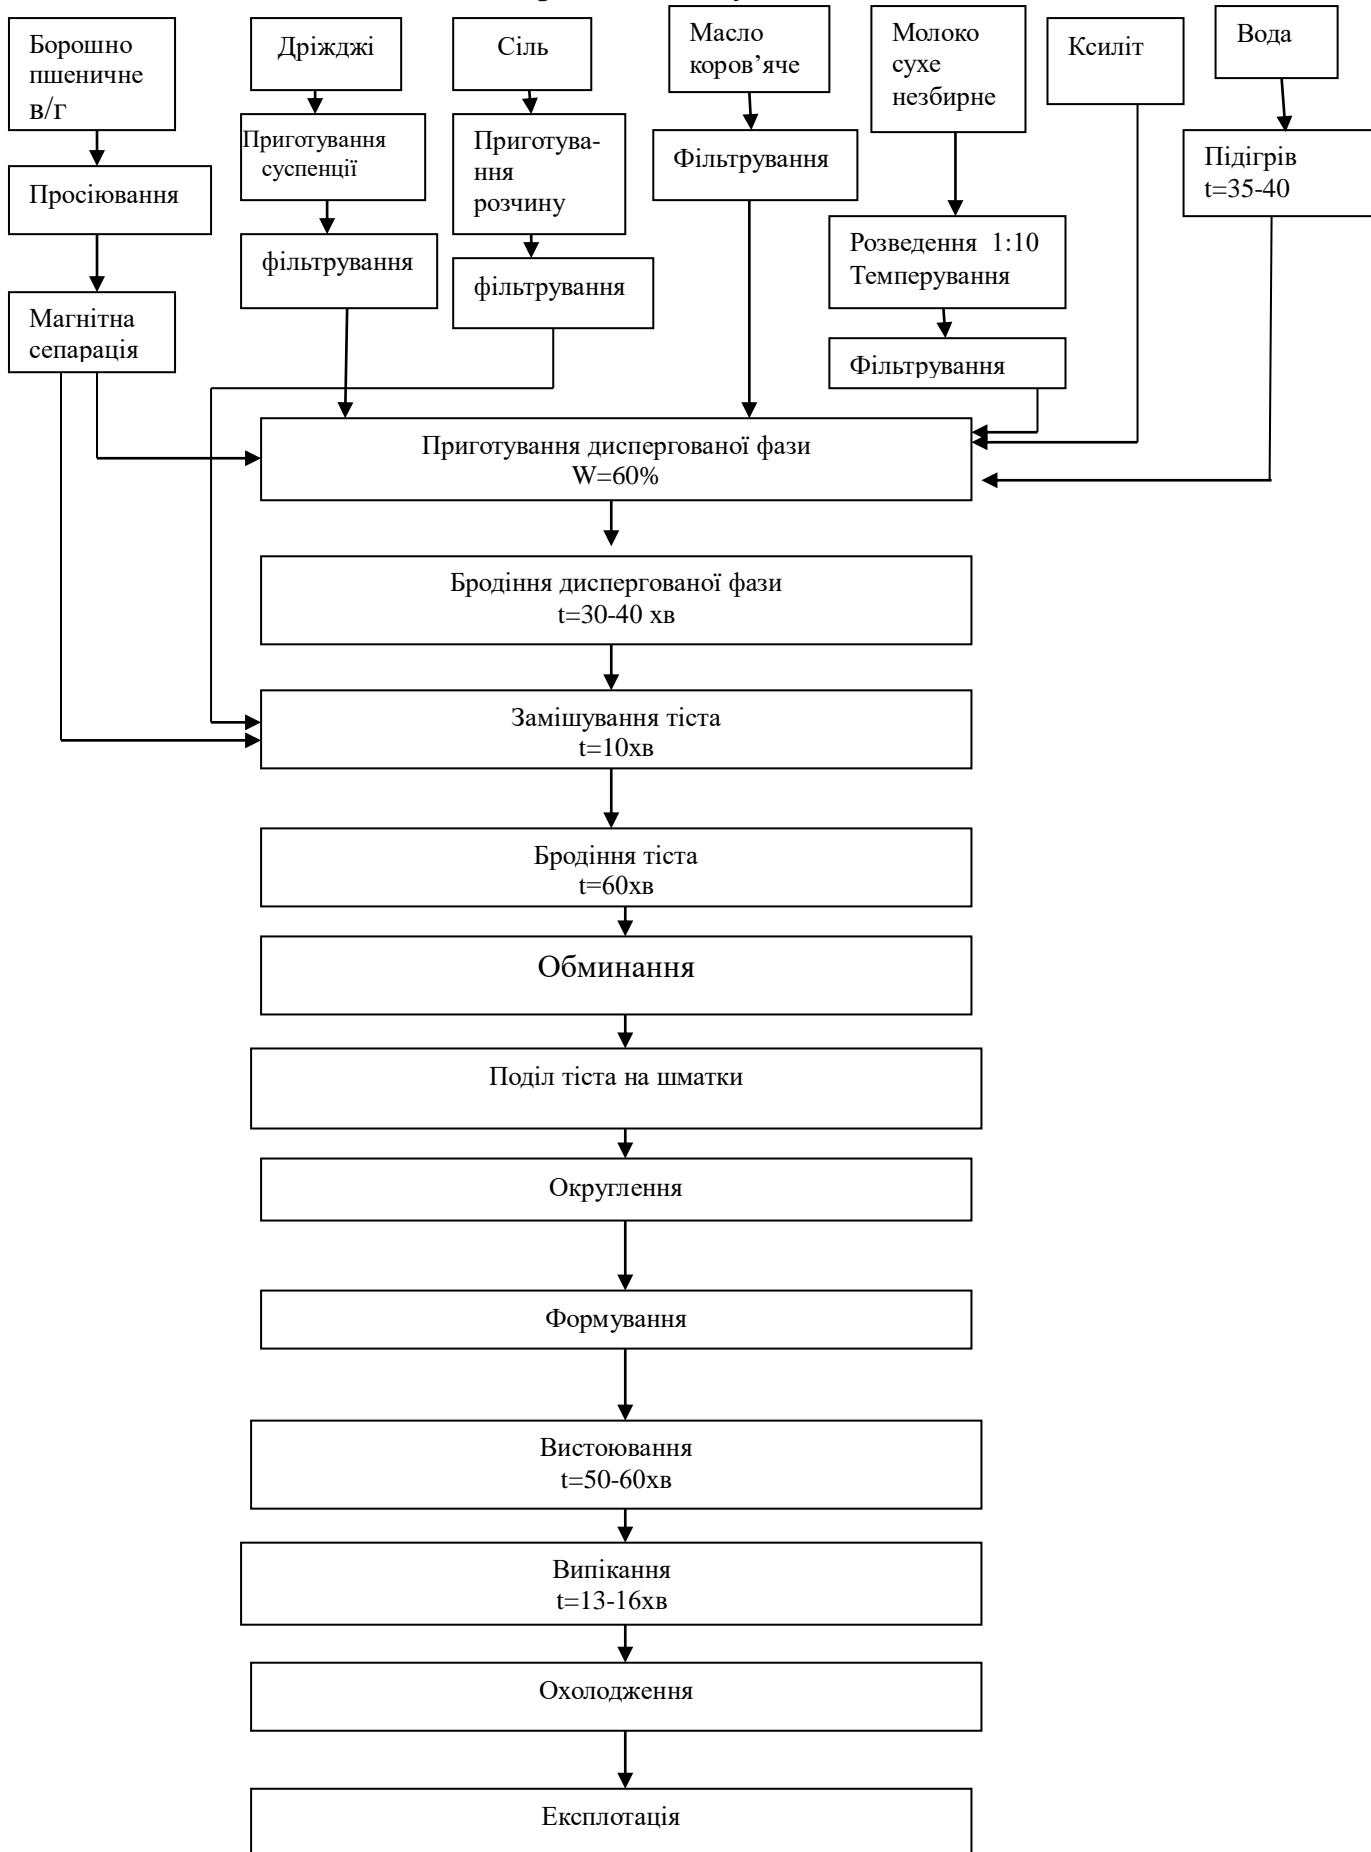 Борошно
пшеничне
в/г
Дріжджі
Сіль
Масло
коров’яче
Молоко
сухе
незбирне
Ксиліт
Вода
Просіювання
Приготування
суспенції
Приготува-
ння
розчину
Фільтрування
Підігрів
t=35-40
Магнітна
сепарація
фільтрування
фільтрування
Розведення 1:10
Темперування
Фільтрування
Приготування диспергованої фази
W=60%
Бродіння диспергованої фази
t=30-40 хв
Замішування тіста
t=10хв
Бродіння тіста
t=60хв
Обминання
Поділ тіста на шматки
Округлення
Формування
Вистоювання
t=50-60хв
Випікання
t=13-16хв
Охолодження
Експлотація